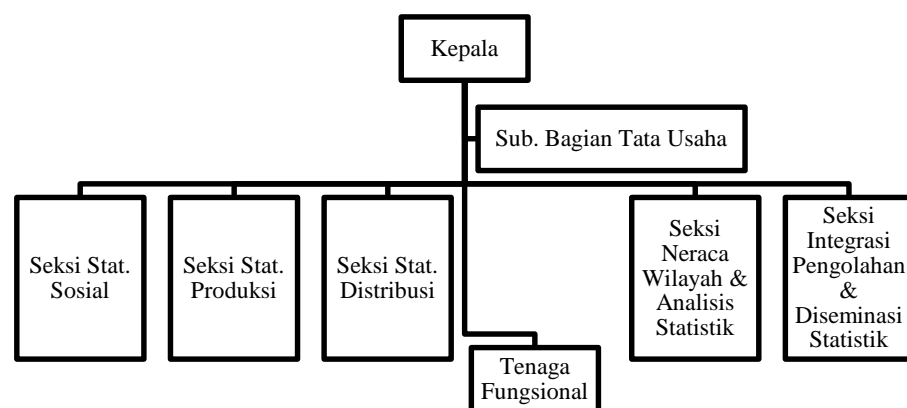 Kepala
Sub. Bagian Tata Usaha
Seksi Stat.
Sosial
Seksi Stat.
Produksi
Seksi Stat.
Distribusi
Seksi
Neraca
Wilayah &
Analisis
Statistik
Seksi
Integrasi
Pengolahan
&
Diseminasi
Statistik
Tenaga
Fungsional